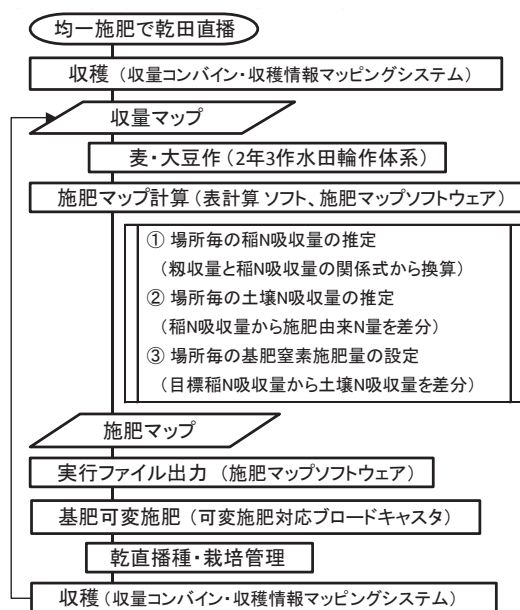 均一施肥で乾田直播
収穫（収量コンバイン・収穫情報マッピングシステム）
収量マップ
麦・大豆作（2年3作水田輪作体系）
施肥マップ計算（表計算 ソフト、施肥マップソフトウェア）
① 場所毎の稲N吸収量の推定
（籾収量と稲N吸収量の関係式から換算）
② 場所毎の土壌N吸収量の推定
（稲N吸収量から施肥由来N量を差分）
③ 場所毎の基肥窒素施肥量の設定
（目標稲N吸収量から土壌N吸収量を差分）
施肥マップ
実行ファイル出力（施肥マップソフトウェア）
基肥可変施肥（可変施肥対応ブロードキャスタ）
乾直播種・栽培管理
収穫（収量コンバイン・収穫情報マッピングシステム）